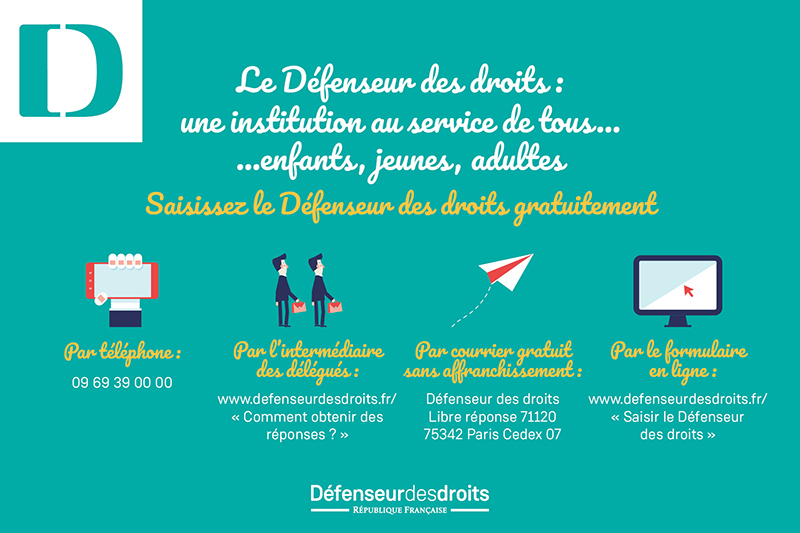 D
Le Défenseur des droits :
une institution au service de tous...
...enfants, jeunes, adultes
Saisissez le Défenseur des droits gratuitement
Par téléphone :
09 69 39 00 00
Par l'intermédiaire
des délégués :
www.defenseurdesdroits.fr/
« Comment obtenir des
réponses ? »
Par courrier gratuit
sans affranchissement :
Défenseur des droits
Libre réponse 71120
75342 Paris Cedex 07
Par le formulaire
en ligne :
www.defenseurdesdroits.fr/
« Saisir le Défenseur
des droits »
Défenseurdesdroits
RÉPUBLIQUE FRANÇAISE